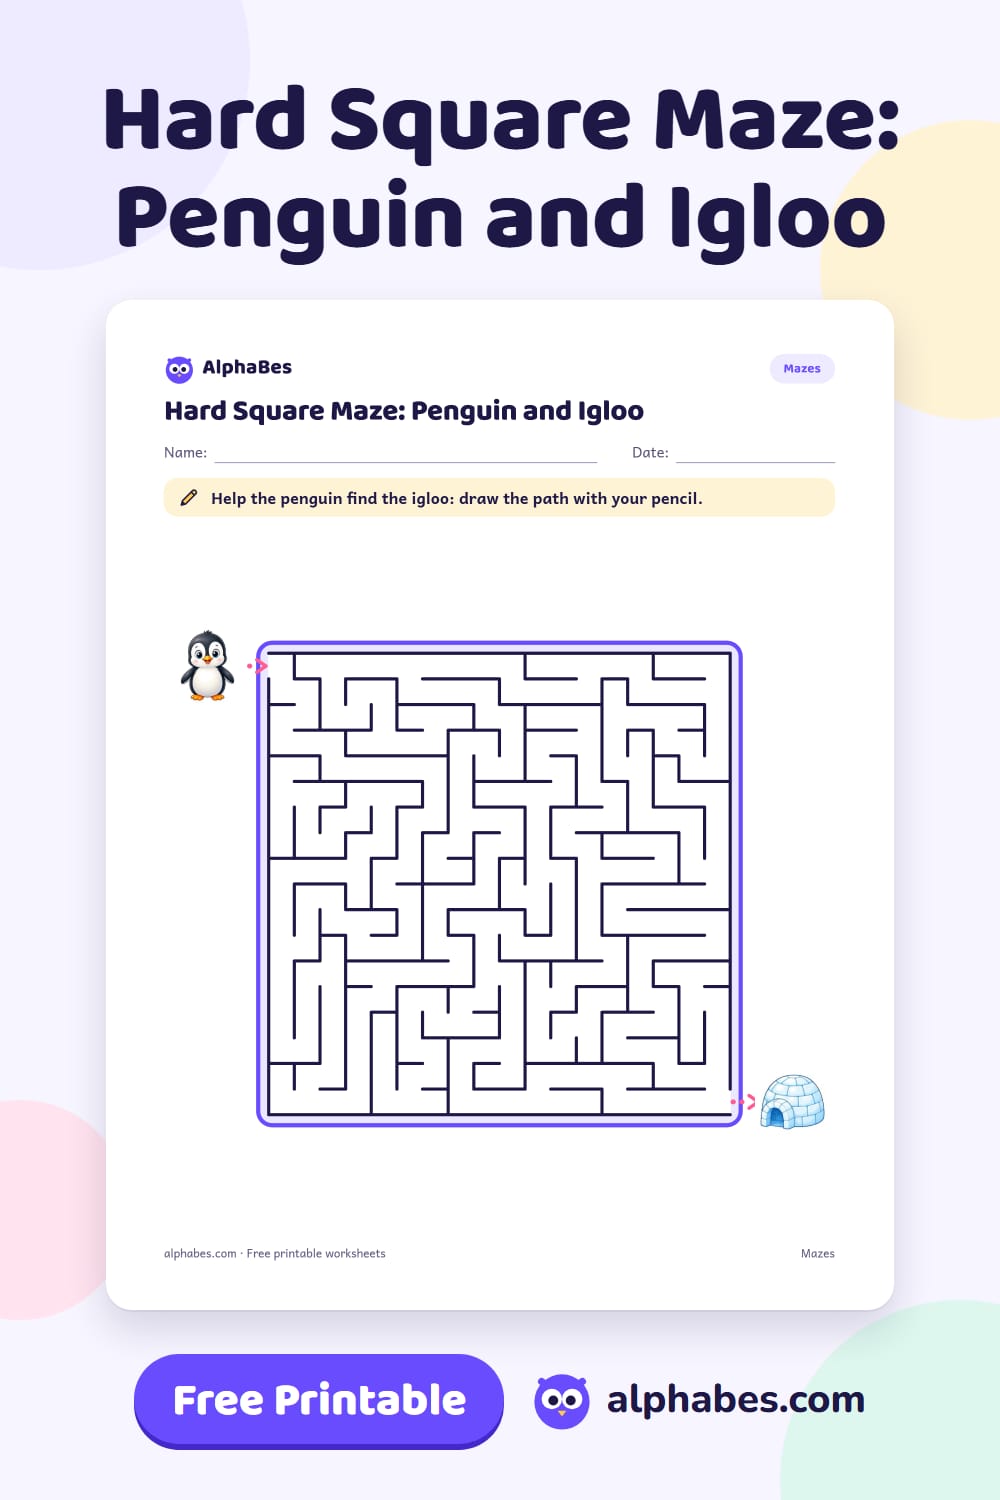 Hard Square Maze:
Penguin and Igloo
AlphaBes
Mazes
Hard Square Maze: Penguin and Igloo
Name:
Date:
Help the penguin find the igloo: draw the path with your pencil.
alphabes.com · Free printable worksheets
Mazes
Free Printable
alphabes.com